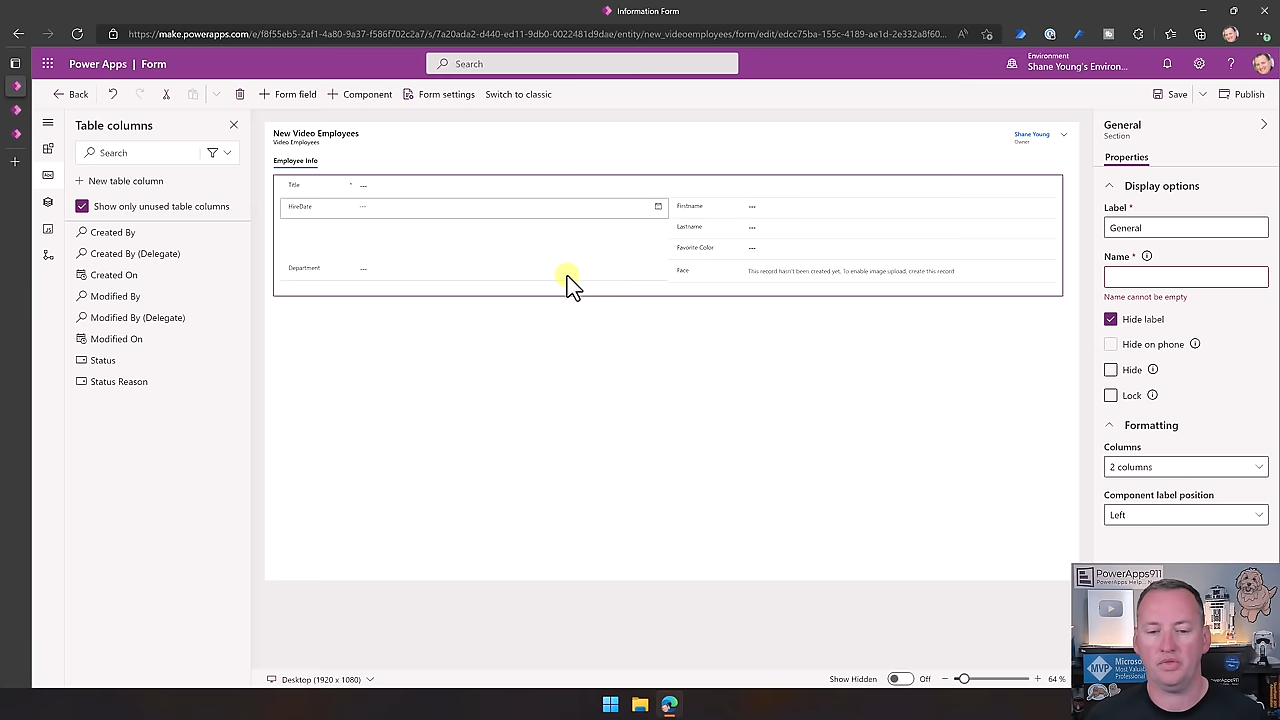 Information Form
https://make.powerapps.com/e/f8f55eb5-2af1-4a80-9a37-f586f702c2a7/s/7a20ada2-d440-ed11-9db0-0022481d9dae/entity/new_videoemployees/form/edit/edcc75ba-155c-4189-ae1d-2e332a8f60...
Power Apps | Form
Search
Environment
Shane Young's Environ...
Back
Form field
Component
Form settings
Switch to classic
Save
Publish
Table columns
Search
New table column
Show only unused table columns
Created By
Created By (Delegate)
Created On
Modified By
Modified By (Delegate)
Modified On
Status
Status Reason
New Video Employees
Video Employees
Shane Young
Owner
Employee Info
Title * ---
HireDate ---
Firstname ---
Lastname ---
Favorite Color ---
Department ---
Face This record hasn't been created yet. To enable image upload, create this record
General
Section
Properties
Display options
Label *
General
Name *
Name cannot be empty
Hide label
Hide on phone
Hide
Lock
Formatting
Columns
2 columns
Component label position
Left
Desktop (1920 x 1080)
Show Hidden Off
64 %
PowerApps911
Microso
Most Valuab
Professional
MVP